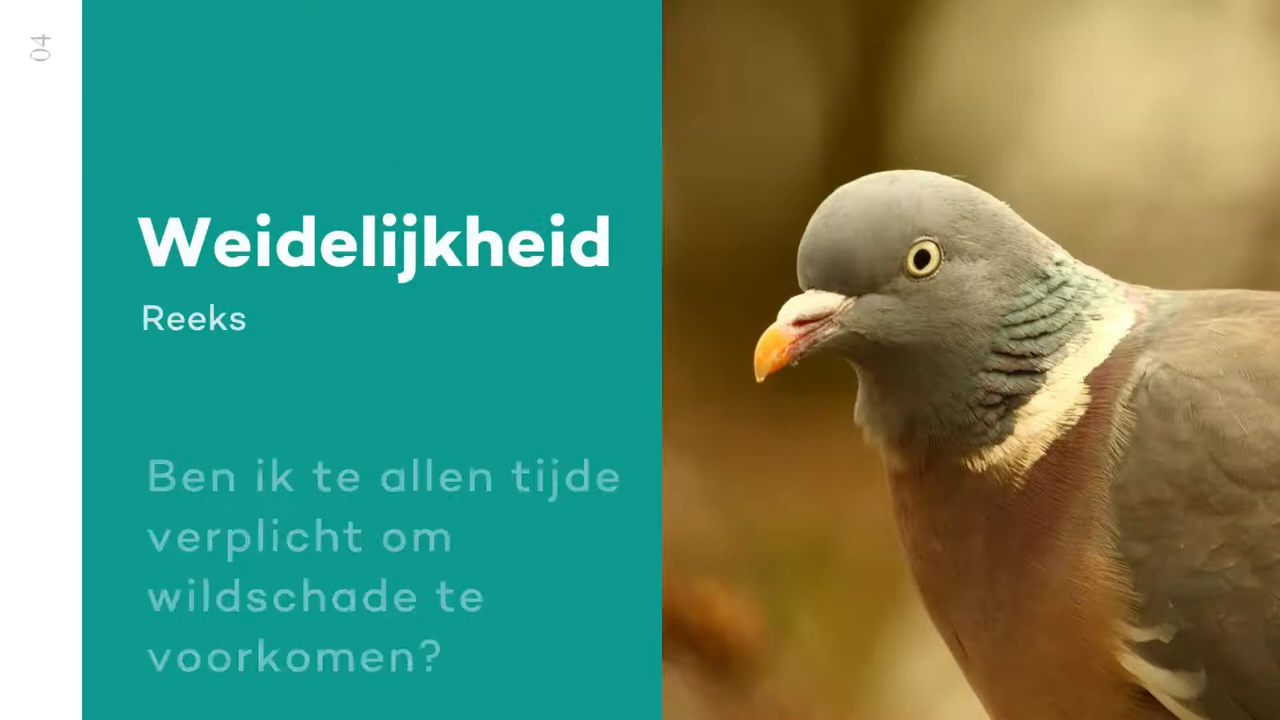 04
Weidelijkheid
Reeks
Ben ik te allen tijde
verplicht om
wildschade te
voorkomen?